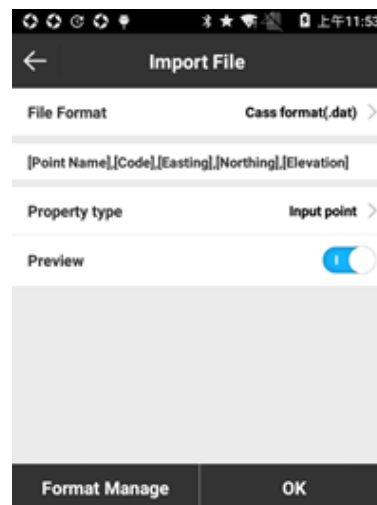 上午11:53
Import File
File Format Cass format(.dat)
[Point Name],[Code],[Easting],[Northing],[Elevation]
Property type Input point
Preview
Format Manage OK